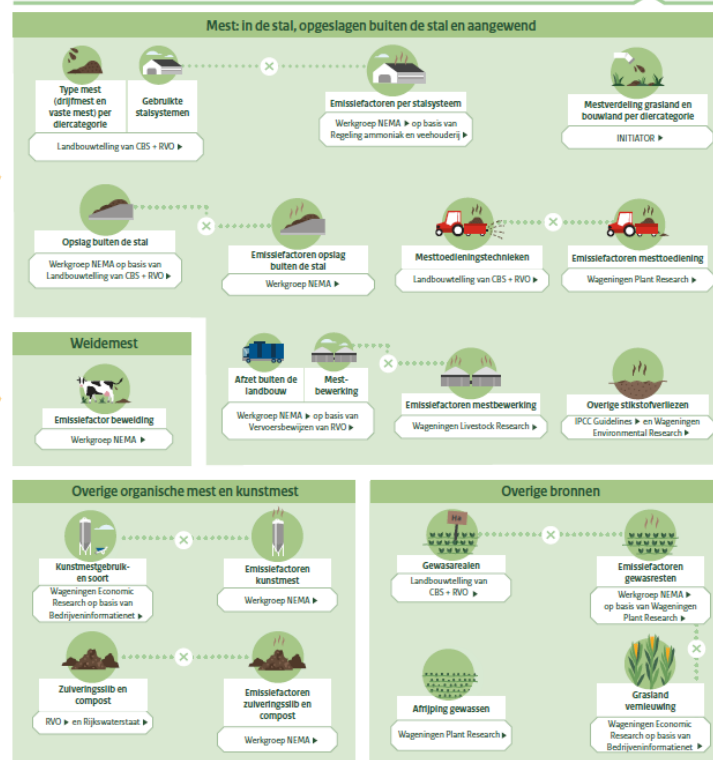 Mest: in de stal, opgeslagen buiten de stal en aangewend
Type mest
(drijfmest en
vaste mest) per
diercategorie
Gebruikte
stalsystemen
Landbouwtelling van CBS + RVO ▶
Emissiefactoren per stalsysteem
Werkgroep NEMA ▶ op basis van
Regeling ammoniak en veehouderij ▶
Mestverdeling grasland en
bouwland per diercategorie
INITIATOR ▶
Opslag buiten de stal
Werkgroep NEMA op basis van
Landbouwtelling van CBS + RVO ▶
Emissiefactoren opslag
buiten de stal
Werkgroep NEMA ▶
Mesttoedieningstechnieken
Landbouwtelling van CBS + RVO ▶
Emissiefactoren mesttoediening
Wageningen Plant Research ▶
Weidemest
Emissiefactor beweiding
Werkgroep NEMA ▶
Afzet buiten de
landbouw
Mest-
bewerking
Werkgroep NEMA ▶ op basis van
Vervoersbewijzen van RVO ▶
Emissiefactoren mestbewerking
Wageningen Livestock Research ▶
Overige stikstofverliezen
IPCC Guidelines ▶ en Wageningen
Environmental Research ▶
Overige organische mest en kunstmest
Kunstmestgebruik-
en soort
Wageningen Economic
Research op basis van
Bedrijveninformatienet ▶
Emissiefactoren
kunstmest
Werkgroep NEMA ▶
Zuiveringsslib en
compost
RVO ▶ en Rijkswaterstaat ▶
Emissiefactoren
zuiveringsslib en
compost
Werkgroep NEMA ▶
Overige bronnen
Ha
Gewasarealen
Landbouwtelling van
CBS + RVO ▶
Emissiefactoren
gewasresten
Werkgroep NEMA ▶
op basis van Wageningen
Plant Research ▶
Afrijping gewassen
Wageningen Plant Research ▶
Grasland
vernieuwing
Wageningen Economic
Research op basis van
Bedrijveninformatienet ▶